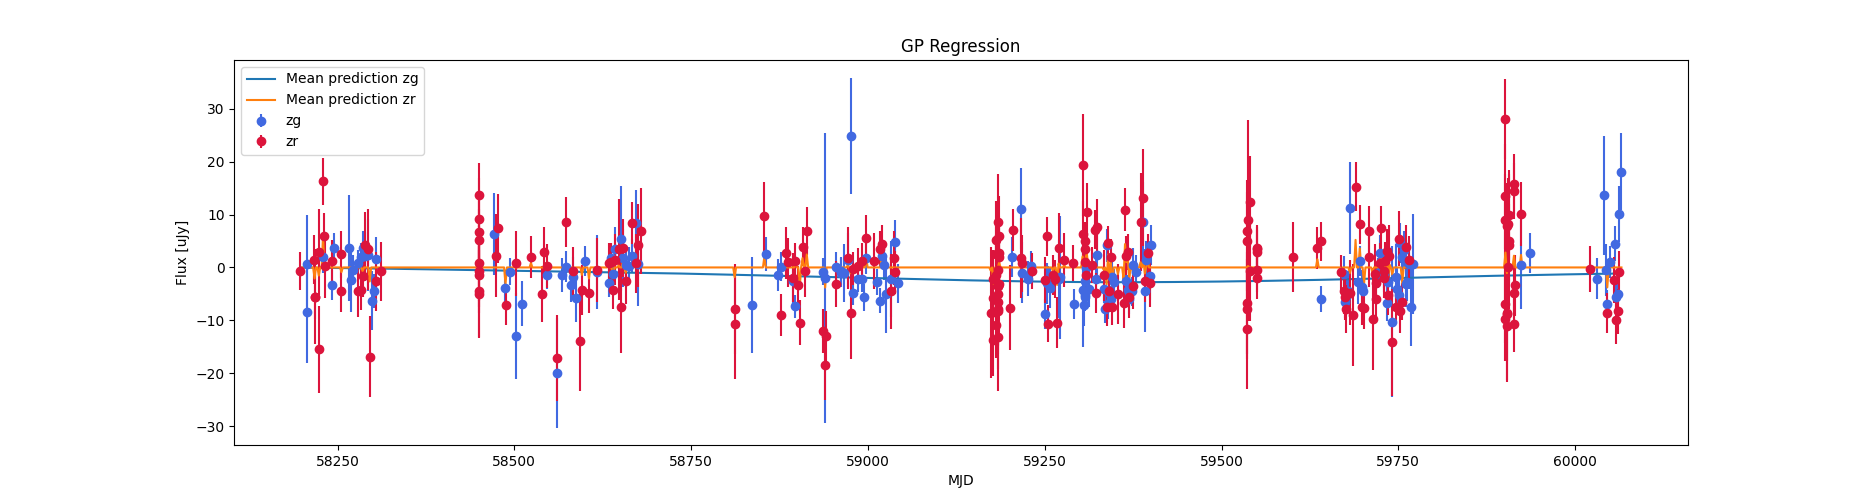 GP Regression
Mean prediction zg
Mean prediction zr
zg
zr
Flux [uJy]
30
20
10
0
−10
−20
−30
58250 58500 58750 59000 59250 59500 59750 60000
MJD